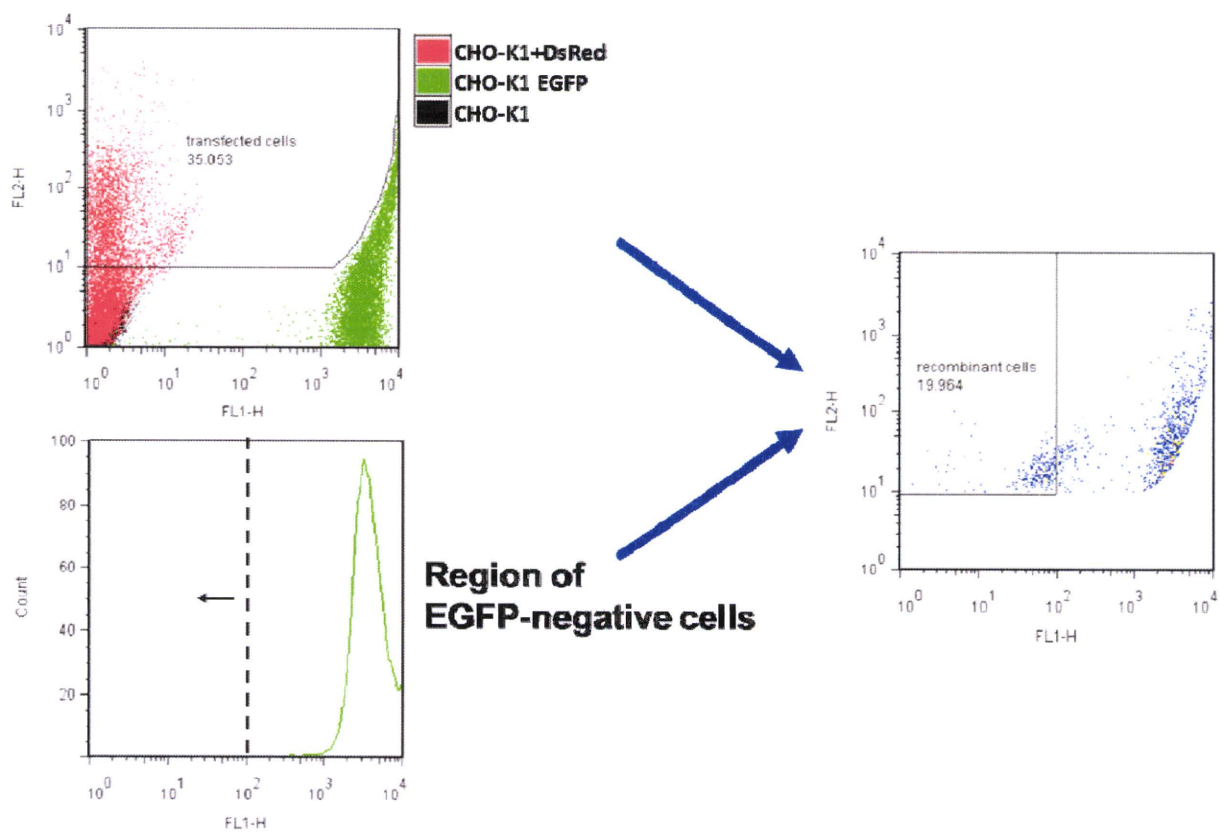 10^4
10^3
10^2
10^1
10^0
FL2-H
transfected cells
35.053
10^0 10^1 10^2 10^3 10^4
FL1-H
CHO-K1+DsRed
CHO-K1 EGFP
CHO-K1
100
80
60
40
20
Count
10^0 10^1 10^2 10^3 10^4
FL1-H
Region of
EGFP-negative cells
10^4
10^3
10^2
10^1
10^0
FL2-H
recombinant cells
19.964
10^0 10^1 10^2 10^3 10^4
FL1-H